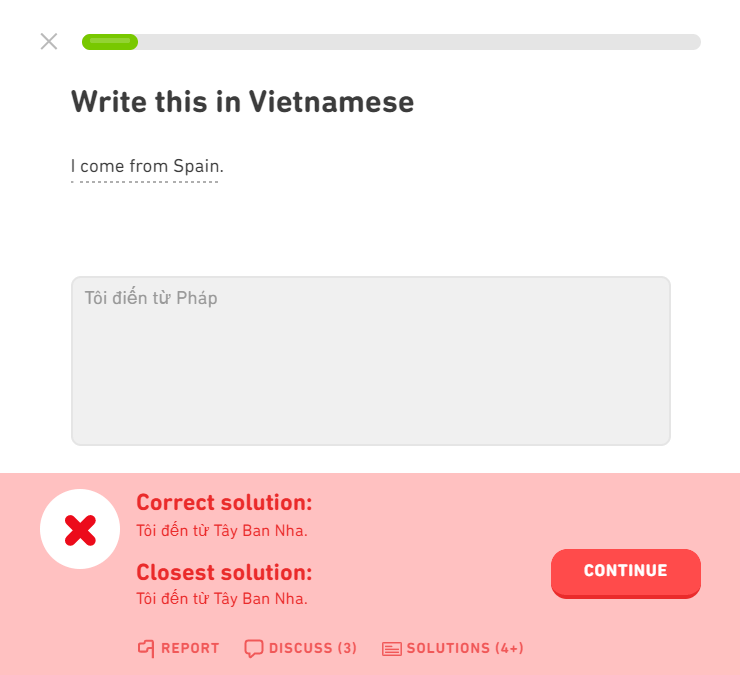 Write this in Vietnamese
I come from Spain.
Tôi điến từ Pháp
Correct solution:
Tôi đến từ Tây Ban Nha.
Closest solution:
Tôi đến từ Tây Ban Nha.
CONTINUE
REPORT DISCUSS (3) SOLUTIONS (4+)